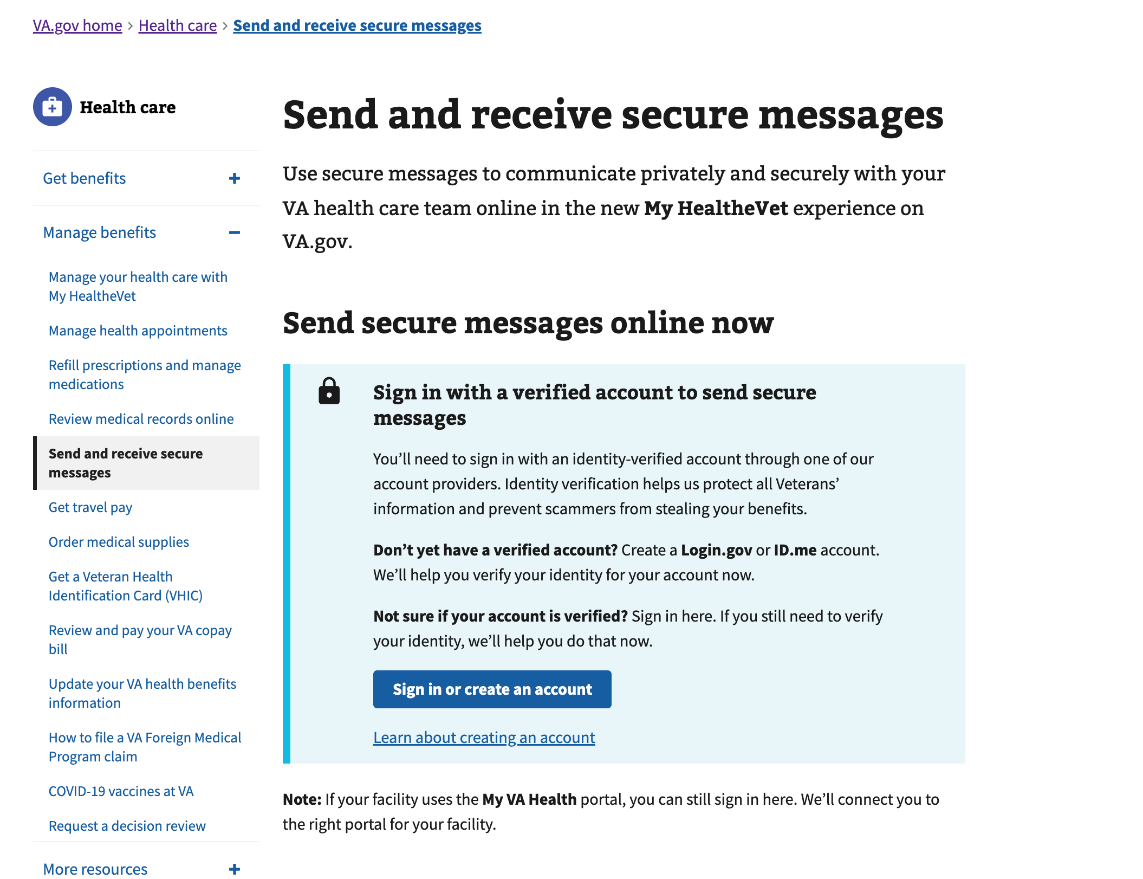 VA.gov home › Health care › Send and receive secure messages
Health care
Get benefits
Manage benefits
Manage your health care with
My HealtheVet
Manage health appointments
Refill prescriptions and manage
medications
Review medical records online
Send and receive secure
messages
Get travel pay
Order medical supplies
Get a Veteran Health
Identification Card (VHIC)
Review and pay your VA copay
bill
Update your VA health benefits
information
How to file a VA Foreign Medical
Program claim
COVID-19 vaccines at VA
Request a decision review
More resources
Send and receive secure messages
Use secure messages to communicate privately and securely with your
VA health care team online in the new My HealtheVet experience on
VA.gov.
Send secure messages online now
Sign in with a verified account to send secure
messages
You’ll need to sign in with an identity-verified account through one of our
account providers. Identity verification helps us protect all Veterans’
information and prevent scammers from stealing your benefits.
Don’t yet have a verified account? Create a Login.gov or ID.me account.
We’ll help you verify your identity for your account now.
Not sure if your account is verified? Sign in here. If you still need to verify
your identity, we’ll help you do that now.
Sign in or create an account
Learn about creating an account
Note: If your facility uses the My VA Health portal, you can still sign in here. We’ll connect you to
the right portal for your facility.